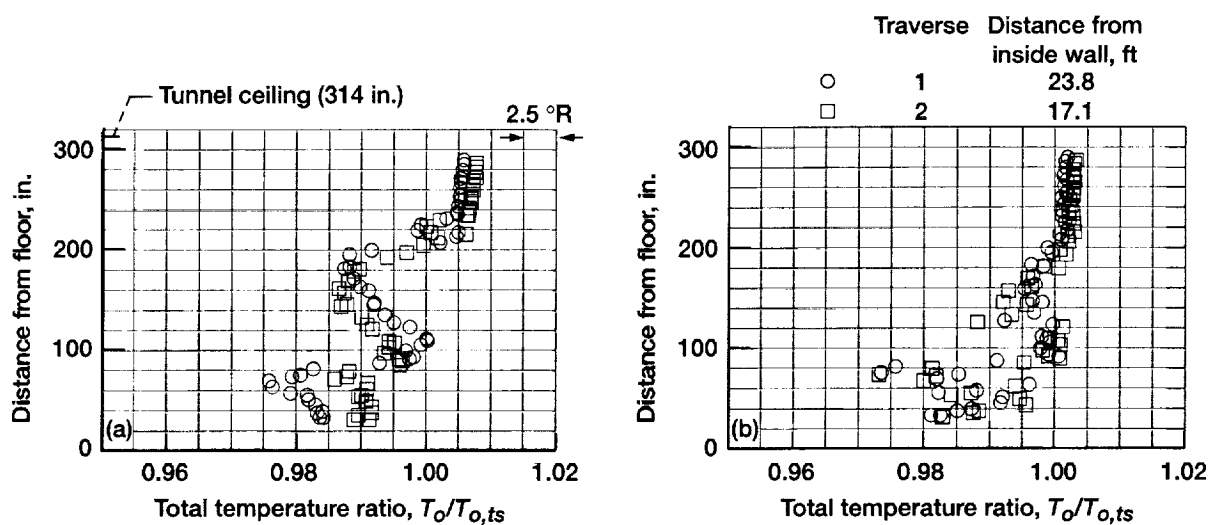 Traverse Distance from
inside wall, ft
○ 1 23.8
□ 2 17.1
Tunnel ceiling (314 in.)
2.5 °R
300
200
100
0
Distance from floor, in.
(a)
0.96 0.98 1.00 1.02
Total temperature ratio, To/To,ts
300
200
100
0
Distance from floor, in.
(b)
0.96 0.98 1.00 1.02
Total temperature ratio, To/To,ts